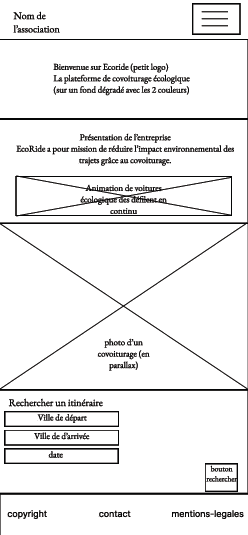 Nom de
l'association
Bienvenue sur Ecoride (petit logo)
La plateforme de covoiturage écologique
(sur un fond dégradé avec les 2 couleurs)
Présentation de l'entreprise
EcoRide a pour mission de réduire l'impact environnemental des
trajets grâce au covoiturage.
Animation de voitures
écologique des défilent en
continu
photo d'un
covoiturage (en
parallax)
Rechercher un itinéraire
Ville de départ
Ville de d'arrivée
date
bouton
rechercher
copyright contact mentions-legales